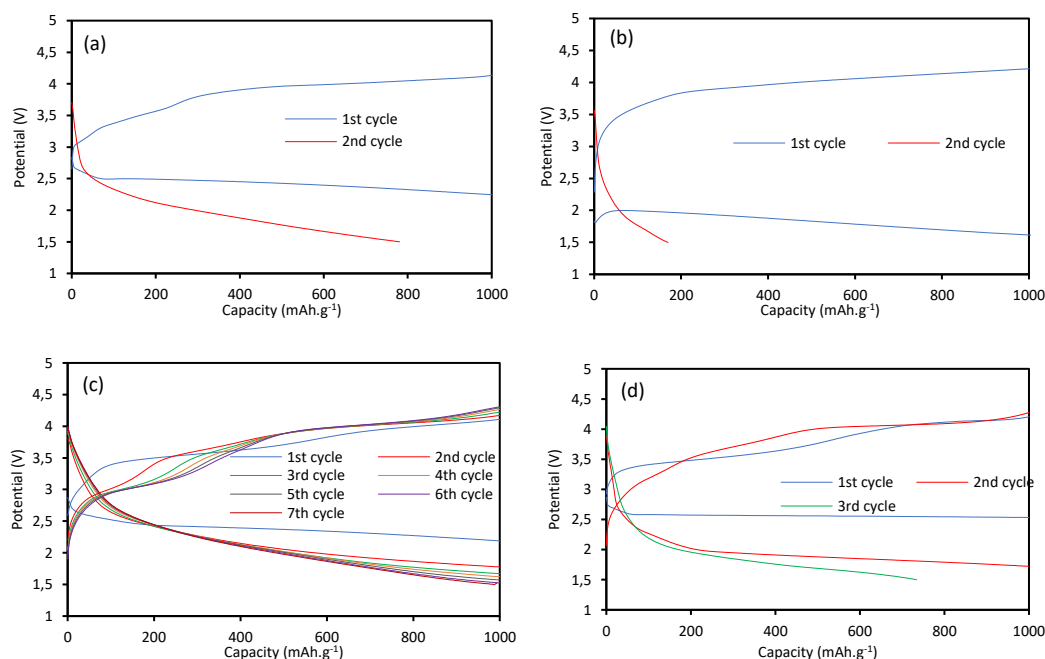 (a)
5
4,5
4
3,5
3
2,5
2
1,5
1
Potential (V)
1st cycle
2nd cycle
0 200 400 600 800 1000
Capacity (mAh.g-1)
(b)
5
4,5
4
3,5
3
2,5
2
1,5
1
Potential (V)
1st cycle 2nd cycle
0 200 400 600 800 1000
Capacity (mAh.g-1)
(c)
5
4,5
4
3,5
3
2,5
2
1,5
1
Potential (V)
1st cycle 2nd cycle
3rd cycle 4th cycle
5th cycle 6th cycle
7th cycle
0 200 400 600 800 1000
Capacity (mAh.g-1)
(d)
5
4,5
4
3,5
3
2,5
2
1,5
1
Potential (V)
1st cycle 2nd cycle
3rd cycle
0 200 400 600 800 1000
Capacity (mAh.g-1)